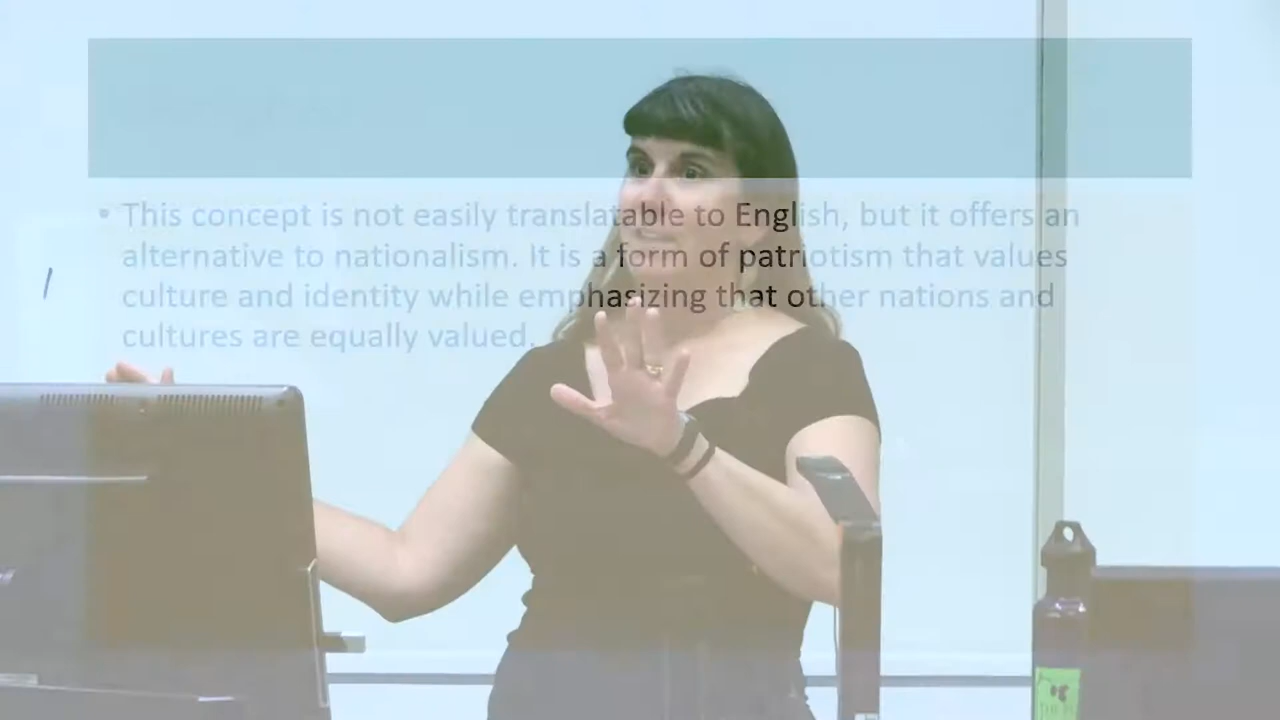 • This concept is not easily translatable to English, but it offers an
alternative to nationalism. It is a form of patriotism that values
culture and identity while emphasizing that other nations and
cultures are equally valued.